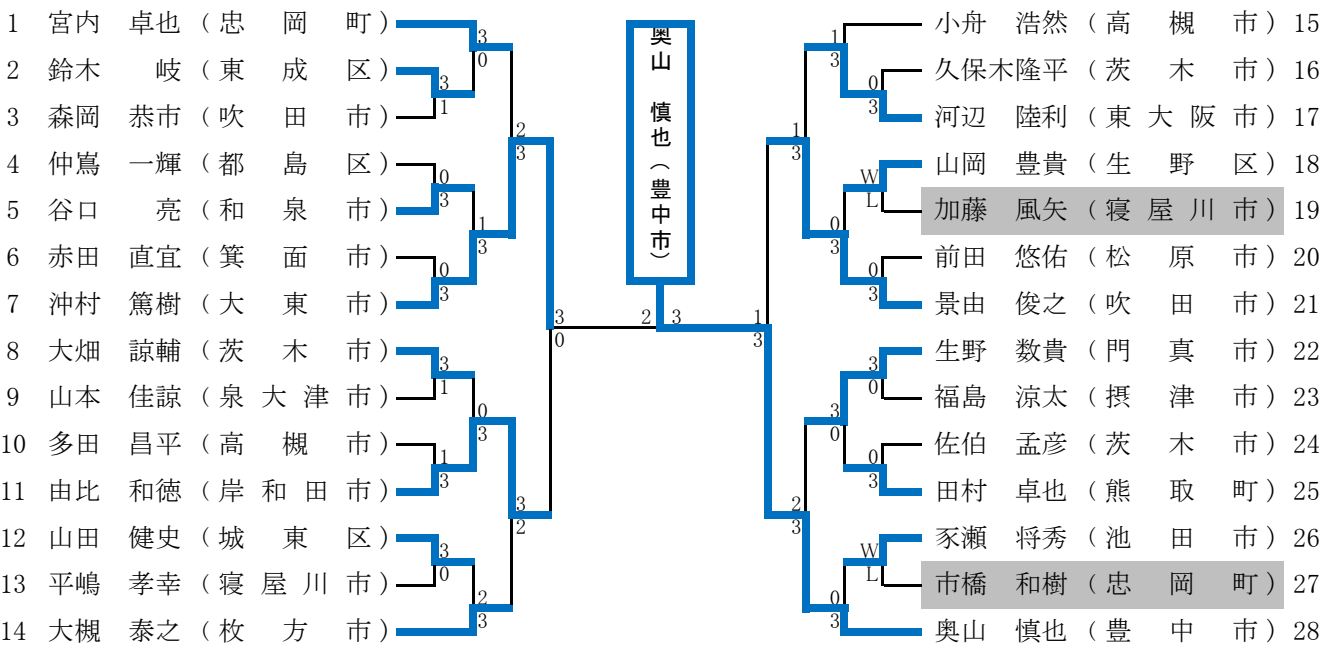 1 宮内 卓也 (忠岡町)
2 鈴木 岐 (東成区)
3 森岡 恭市 (吹田市)
4 仲嶌 一輝 (都島区)
5 谷口 亮 (和泉市)
6 赤田 直宜 (箕面市)
7 沖村 篤樹 (大東市)
8 大畑 諒輔 (茨木市)
9 山本 佳諒 (泉大津市)
10 多田 昌平 (高槻市)
11 由比 和徳 (岸和田市)
12 山田 健史 (城東区)
13 平嶋 孝幸 (寝屋川市)
14 大槻 泰之 (枚方市)
3
0
3
1
2
3
0
3
1
3
0
3
3
0
3
1
0
3
1
3
3
2
3
0
2
3
奥山 慎也(豊中市)
2 3
1
3
0
3
1
3
W
L
0
3
0
3
1
3
3
0
3
0
0
3
2
3
W
L
0
3
小舟 浩然 (高槻市) 15
久保木隆平 (茨木市) 16
河辺 陸利 (東大阪市) 17
山岡 豊貴 (生野区) 18
加藤 風矢 (寝屋川市) 19
前田 悠佑 (松原市) 20
景由 俊之 (吹田市) 21
生野 数貴 (門真市) 22
福島 涼太 (摂津市) 23
佐伯 孟彦 (茨木市) 24
田村 卓也 (熊取町) 25
豕瀬 将秀 (池田市) 26
市橋 和樹 (忠岡町) 27
奥山 慎也 (豊中市) 28